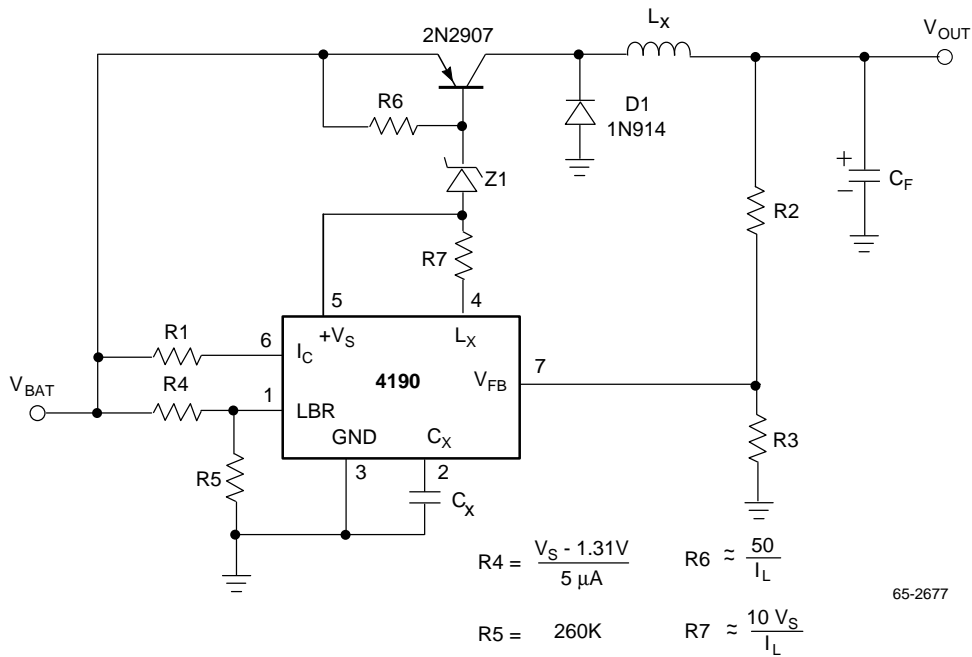 2N2907
L_X
V_OUT
R6
D1
1N914
Z1
+
–
C_F
R2
R7
5
4
R1
6
+V_S
L_X
I_C
4190
V_FB
7
V_BAT
R4
1
LBR
GND
C_X
R3
R5
3
2
C_X
R4 = V_S - 1.31V / 5 μA
R6 ≈ 50 / I_L
65-2677
R5 = 260K
R7 ≈ 10 V_S / I_L